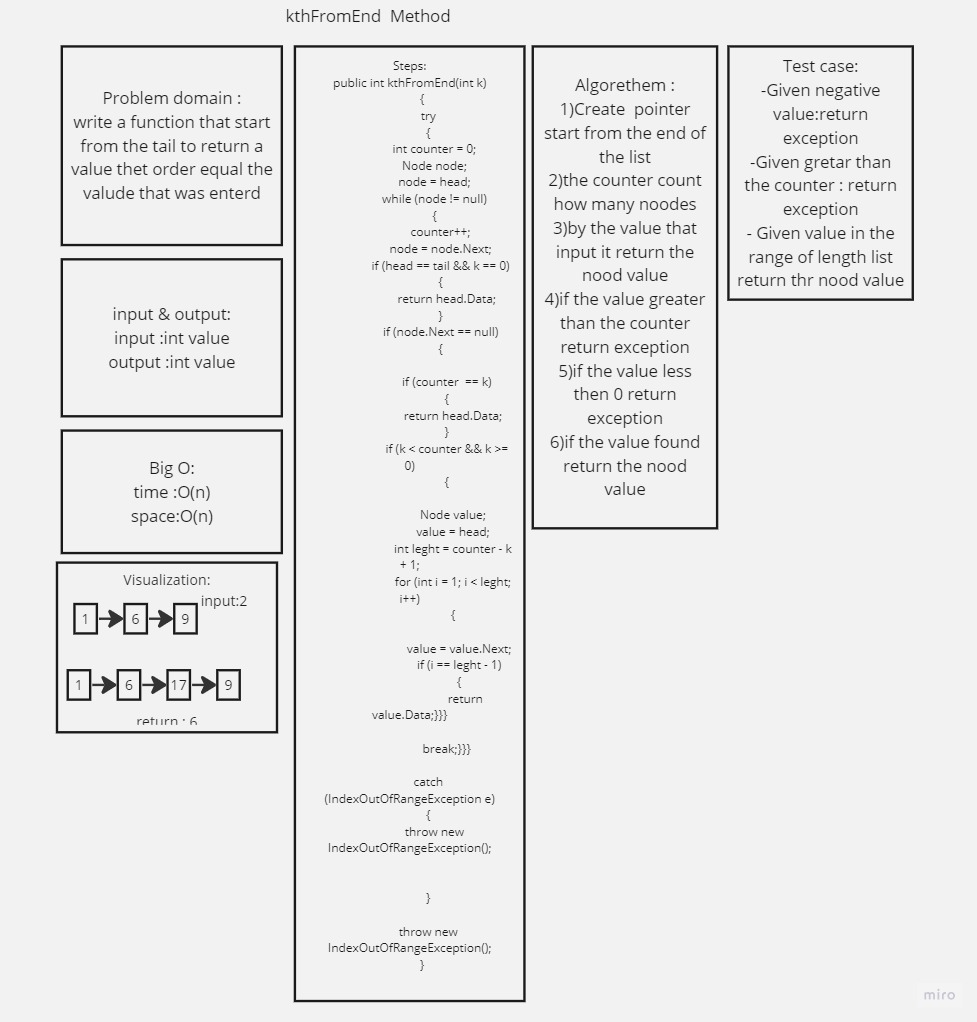 kthFromEnd  Method
Problem domain :
write a function that start
from the tail to return a
value thet order equal the
valude that was enterd
input & output:
input :int value
output :int value
Big O:
time :O(n)
space:O(n)
Visualization:
input:2
1
6
9
1
6
17
9
return : 6
Steps:
public int kthFromEnd(int k)
{
try
{
int counter = 0;
Node node;
node = head;
while (node != null)
{
counter++;
node = node.Next;
if (head == tail && k == 0)
{
return head.Data;
}
if (node.Next == null)
{
if (counter  == k)
{
return head.Data;
}
if (k < counter && k >=
0)
{
Node value;
value = head;
int leght = counter - k
+ 1;
for (int i = 1; i < leght;
i++)
{
value = value.Next;
if (i == leght - 1)
{
return
value.Data;}}}
break;}}}
catch
(IndexOutOfRangeException e)
{
throw new
IndexOutOfRangeException();
}
throw new
IndexOutOfRangeException();
}
Algorethem :
1)Create  pointer
start from the end of
the list
2)the counter count
how many noodes
3)by the value that
input it return the
nood value
4)if the value greater
than the counter
return exception
5)if the value less
then 0 return
exception
6)if the value found
return the nood
value
Test case:
-Given negative
value:return
exception
-Given gretar than
the counter : return
exception
- Given value in the
range of length list
return thr nood value
miro